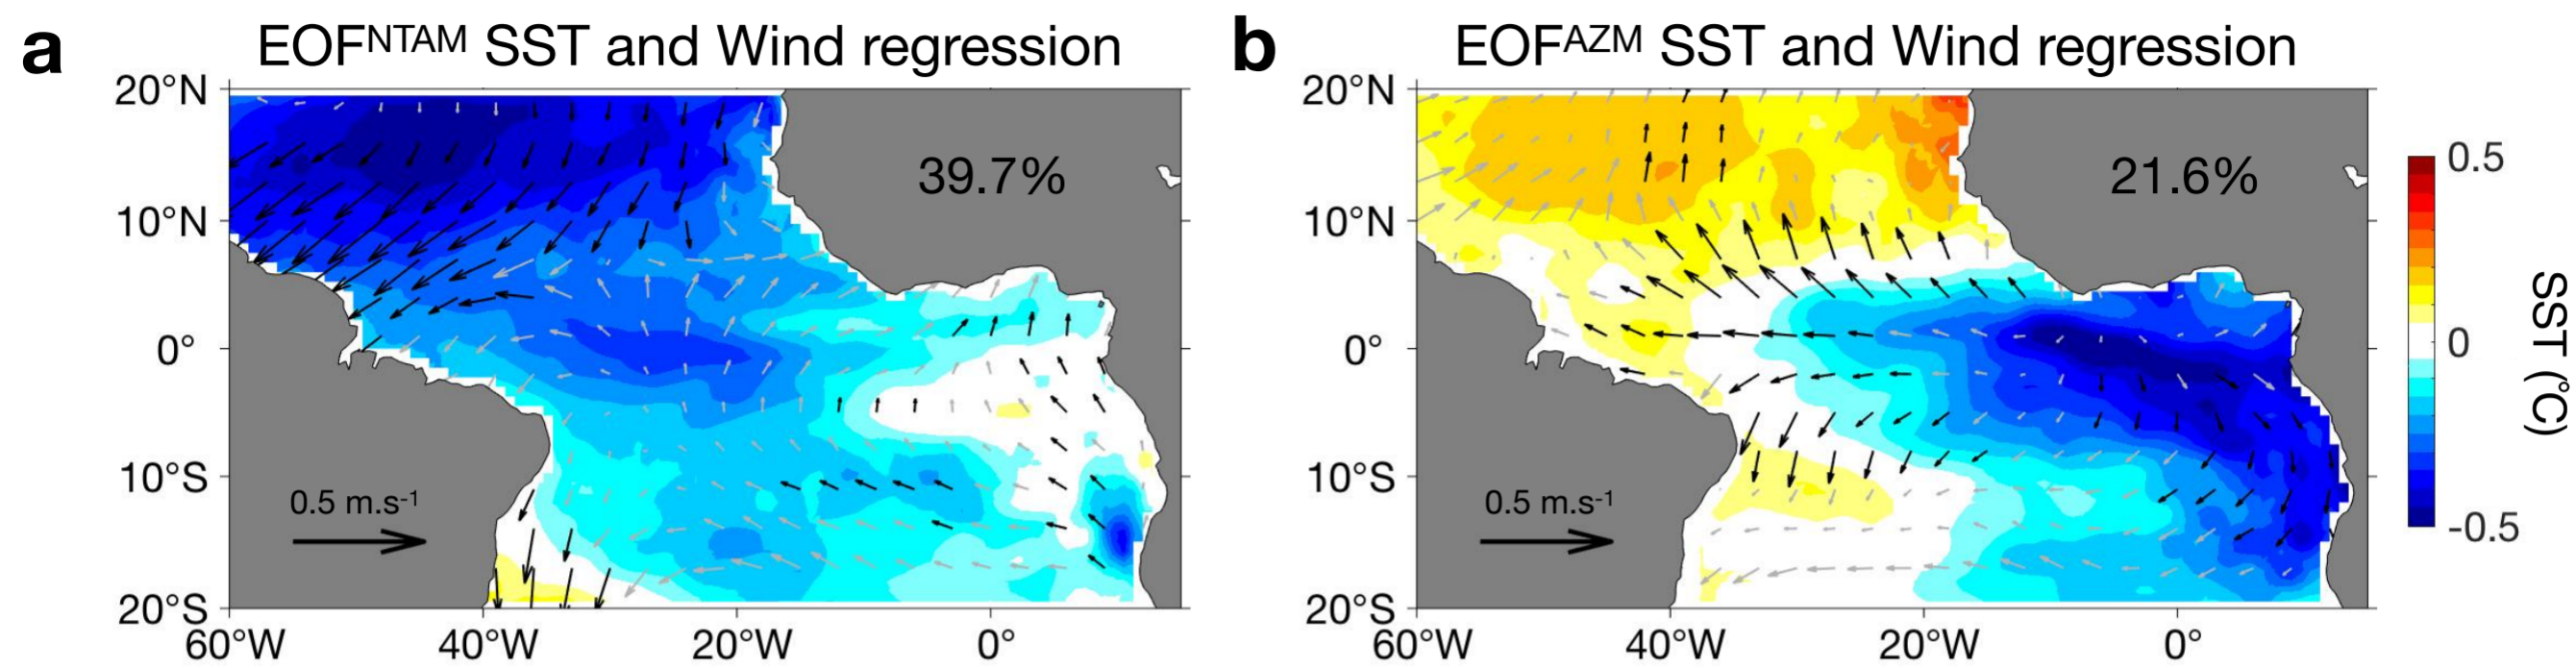 a
EOFNTAM SST and Wind regression
20°N
10°N
0°
10°S
20°S
60°W
40°W
20°W
0°
39.7%
0.5 m.s-1
b
EOFAZM SST and Wind regression
20°N
10°N
0°
10°S
20°S
60°W
40°W
20°W
0°
21.6%
0.5 m.s-1
0.5
0
-0.5
SST (°C)